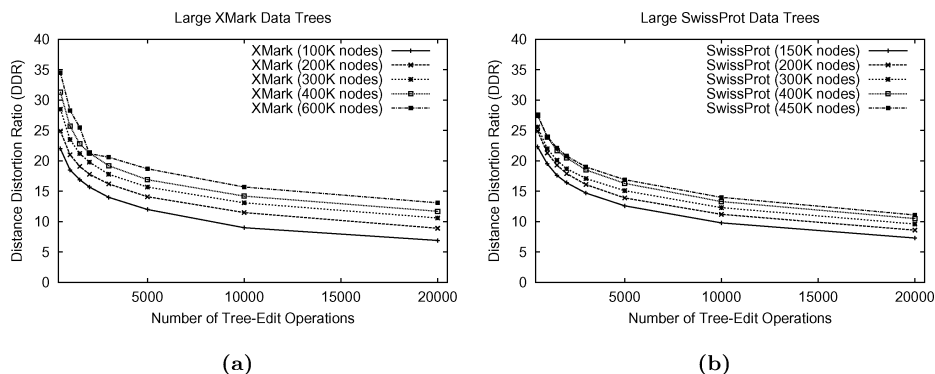 Large XMark Data Trees
Distance Distortion Ratio (DDR)
40
35
30
25
20
15
10
5
0
XMark (100K nodes)
XMark (200K nodes)
XMark (300K nodes)
XMark (400K nodes)
XMark (600K nodes)
5000 10000 15000 20000
Number of Tree-Edit Operations
(a)
Large SwissProt Data Trees
Distance Distortion Ratio (DDR)
40
35
30
25
20
15
10
5
0
SwissProt (150K nodes)
SwissProt (200K nodes)
SwissProt (300K nodes)
SwissProt (400K nodes)
SwissProt (450K nodes)
5000 10000 15000 20000
Number of Tree-Edit Operations
(b)